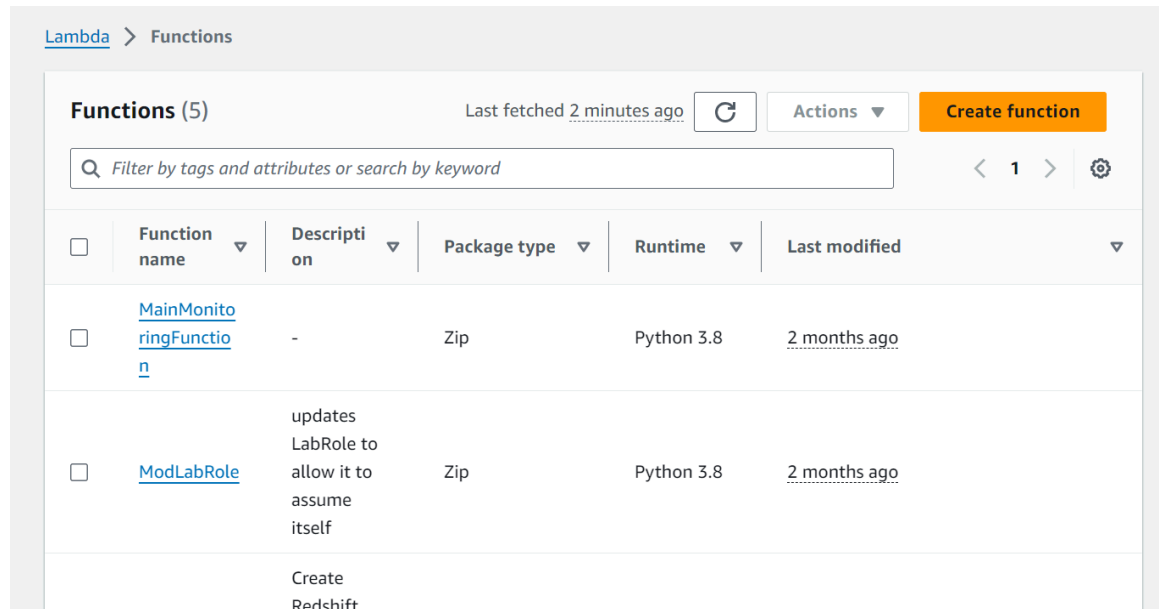 Lambda > Functions
Functions (5)
Last fetched 2 minutes ago
Actions
Create function
Filter by tags and attributes or search by keyword
1
Function
name
Descripti
on
Package type
Runtime
Last modified
MainMonito
ringFunctio
n
-
Zip
Python 3.8
2 months ago
ModLabRole
updates
LabRole to
allow it to
assume
itself
Zip
Python 3.8
2 months ago
Create
Redshift